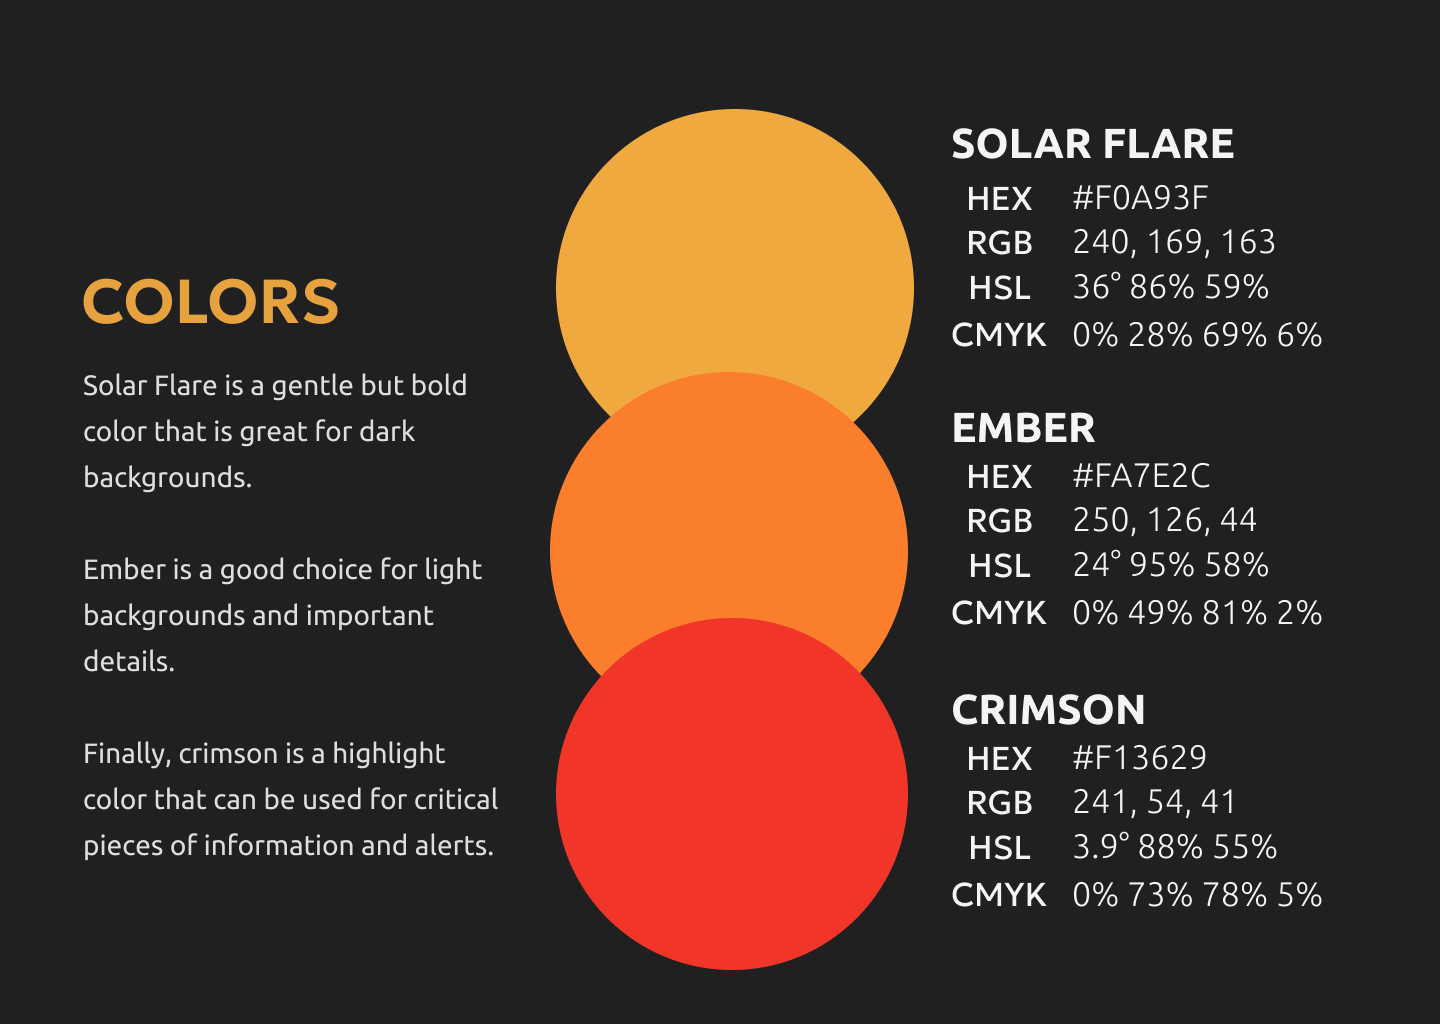 COLORS
Solar Flare is a gentle but bold
color that is great for dark
backgrounds.
Ember is a good choice for light
backgrounds and important
details.
Finally, crimson is a highlight
color that can be used for critical
pieces of information and alerts.
SOLAR FLARE
HEX #F0A93F
RGB 240, 169, 163
HSL 36° 86% 59%
CMYK 0% 28% 69% 6%
EMBER
HEX #FA7E2C
RGB 250, 126, 44
HSL 24° 95% 58%
CMYK 0% 49% 81% 2%
CRIMSON
HEX #F13629
RGB 241, 54, 41
HSL 3.9° 88% 55%
CMYK 0% 73% 78% 5%